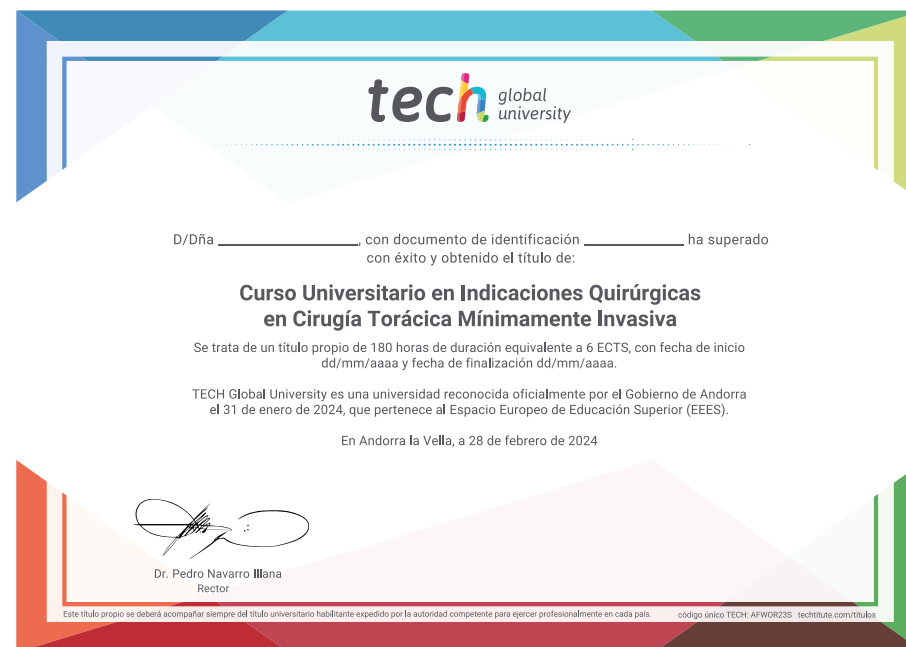 tech global university
D/Dña ____________, con documento de identificación ____________ ha superado
con éxito y obtenido el título de:
Curso Universitario en Indicaciones Quirúrgicas
en Cirugía Torácica Mínimamente Invasiva
Se trata de un título propio de 180 horas de duración equivalente a 6 ECTS, con fecha de inicio
dd/mm/aaaa y fecha de finalización dd/mm/aaaa.
TECH Global University es una universidad reconocida oficialmente por el Gobierno de Andorra
el 31 de enero de 2024, que pertenece al Espacio Europeo de Educación Superior (EEES).
En Andorra la Vella, a 28 de febrero de 2024
Dr. Pedro Navarro Illana
Rector
Este título propio se deberá acompañar siempre del título universitario habilitante expedido por la autoridad competente para ejercer profesionalmente en cada país. código único TECH: AFWOR23S techtitute.com/titulos